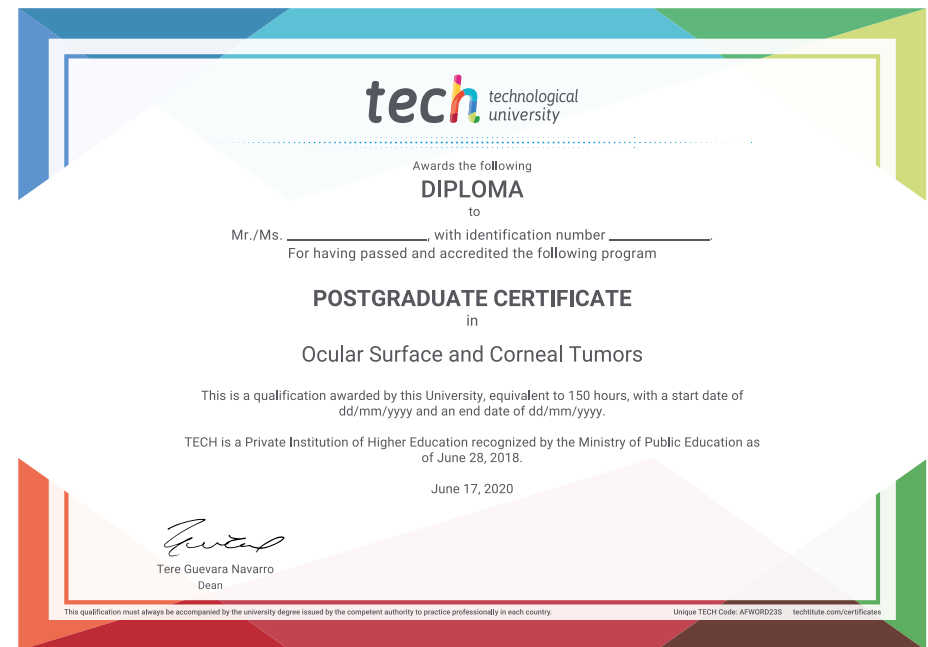 tech technological
university
Awards the following
DIPLOMA
to
Mr./Ms. ____________________, with identification number ______________.
For having passed and accredited the following program
POSTGRADUATE CERTIFICATE
in
Ocular Surface and Corneal Tumors
This is a qualification awarded by this University, equivalent to 150 hours, with a start date of
dd/mm/yyyy and an end date of dd/mm/yyyy.
TECH is a Private Institution of Higher Education recognized by the Ministry of Public Education as
of June 28, 2018.
June 17, 2020
Tere Guevara Navarro
Dean
This qualification must always be accompanied by the university degree issued by the competent authority to practice professionally in each country.
Unique TECH Code: AFWORD23S techtitute.com/certificates